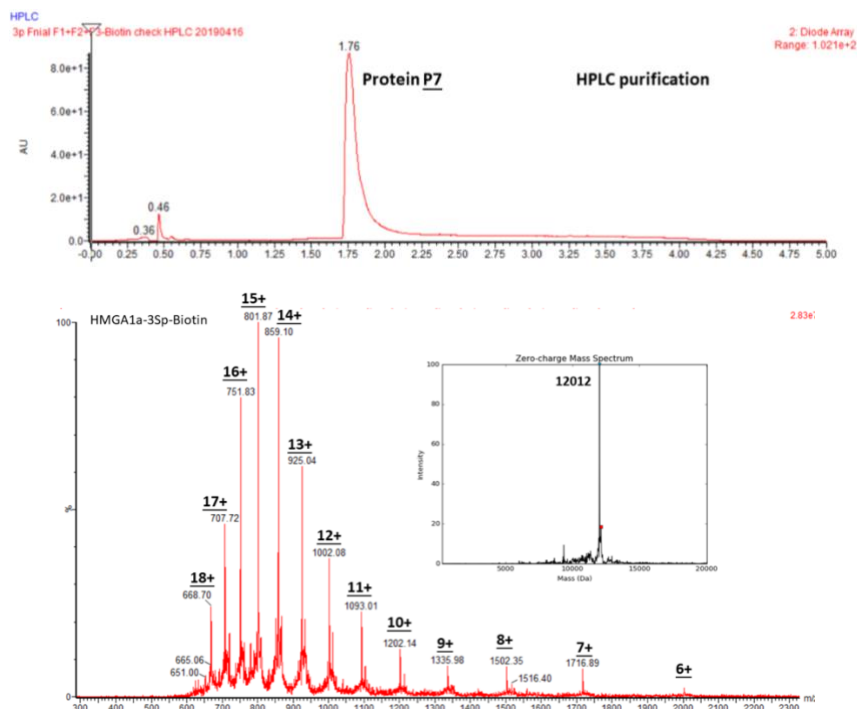 HPLC
3p Fnial F1+F2+F3-Biotin check HPLC 20190416
2: Diode Array
Range: 1.021e+2
1.76
8.0e+1
Protein P7
HPLC purification
6.0e+1
AU
4.0e+1
2.0e+1
0.46
0.36
0.0
-0.00 0.25 0.50 0.75 1.00 1.25 1.50 1.75 2.00 2.25 2.50 2.75 3.00 3.25 3.50 3.75 4.00 4.25 4.50 4.75 5.00
HMGA1a-3Sp-Biotin
2.83e
100
%
0
15+
801.87
14+
859.10
16+
751.83
13+
925.04
17+
707.72
12+
1002.08
18+
668.70
11+
1093.01
665.06
651.00
10+
1202.14
9+
1335.98
8+
1502.35
1516.40
7+
1716.89
6+
300 400 500 600 700 800 900 1000 1100 1200 1300 1400 1500 1600 1700 1800 1900 2000 2100 2200 2300
Zero-charge Mass Spectrum
12012
100
80
60
40
20
0
Intensity
5000 10000 15000 20000
Mass (Da)